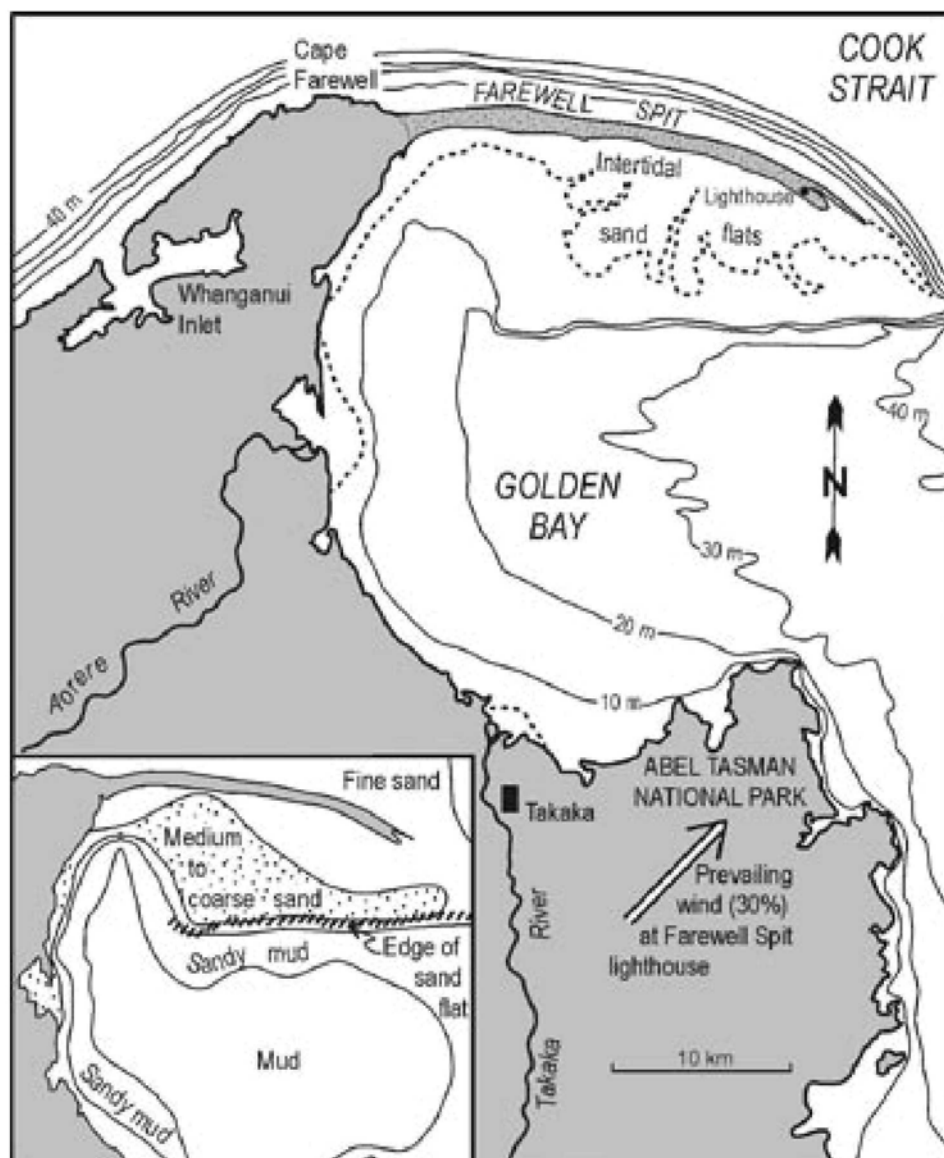 COOK
STRAIT
Cape
Farewell
FAREWELL SPIT
40 m
Intertidal
Lighthouse
sand flats
Whanganui
Inlet
40 m
GOLDEN
BAY
N
30 m
Aorere River
20 m
10 m
ABEL TASMAN
NATIONAL PARK
Takaka
Prevailing
wind (30%)
at Farewell Spit
lighthouse
Takaka River
10 km
Fine sand
Medium
to
coarse sand
Edge of
sand
flat
Sandy mud
Mud
Sandy mud